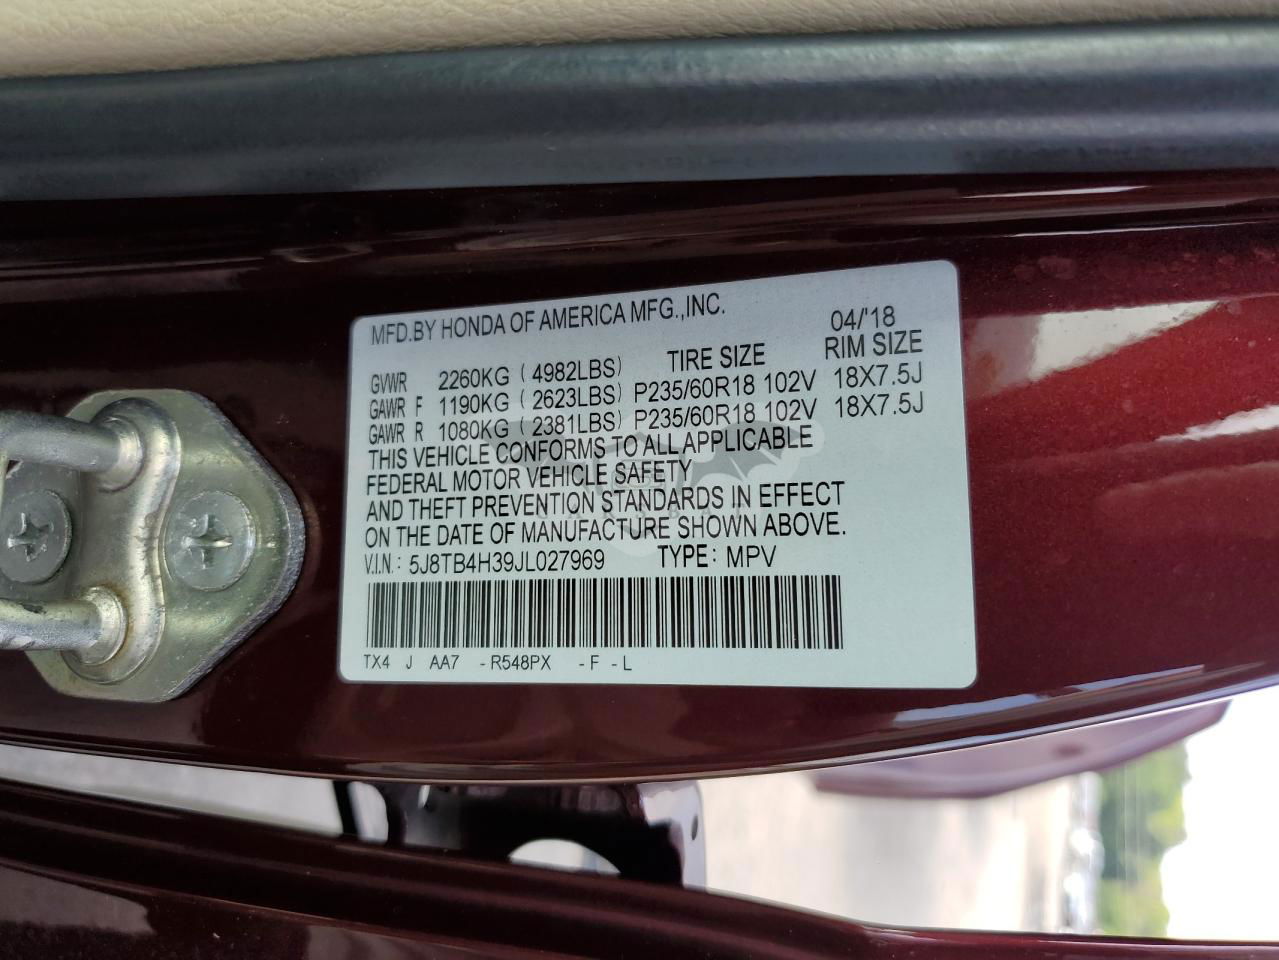 MFD.BY HONDA OF AMERICA MFG.,INC.
04/'18
GVWR 2260KG (4982LBS) TIRE SIZE RIM SIZE
GAWR F 1190KG (2623LBS) P235/60R18 102V 18X7.5J
GAWR R 1080KG (2381LBS) P235/60R18 102V 18X7.5J
THIS VEHICLE CONFORMS TO ALL APPLICABLE
FEDERAL MOTOR VEHICLE SAFETY
AND THEFT PREVENTION STANDARDS IN EFFECT
ON THE DATE OF MANUFACTURE SHOWN ABOVE.
V.I.N.: 5J8TB4H39JL027969 TYPE: MPV
TX4 J AA7 -R548PX -F -L